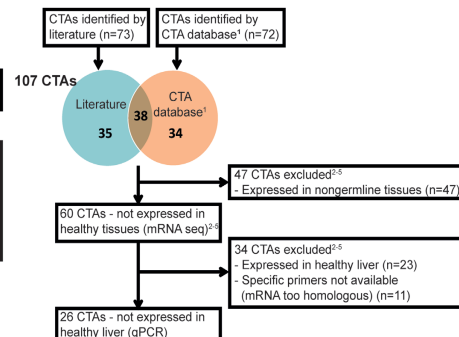 CTAs identified by
literature (n=73)
CTAs identified by
CTA database¹ (n=72)
107 CTAs
Literature
35
38
CTA
database¹
34
47 CTAs excluded²⁻⁵
- Expressed in nongermline tissues (n=47)
60 CTAs - not expressed in
healthy tissues (mRNA seq)²⁻⁵
34 CTAs excluded²⁻⁵
- Expressed in healthy liver (n=23)
- Specific primers not available
(mRNA too homologous) (n=11)
26 CTAs - not expressed in
healthy liver (qPCR)